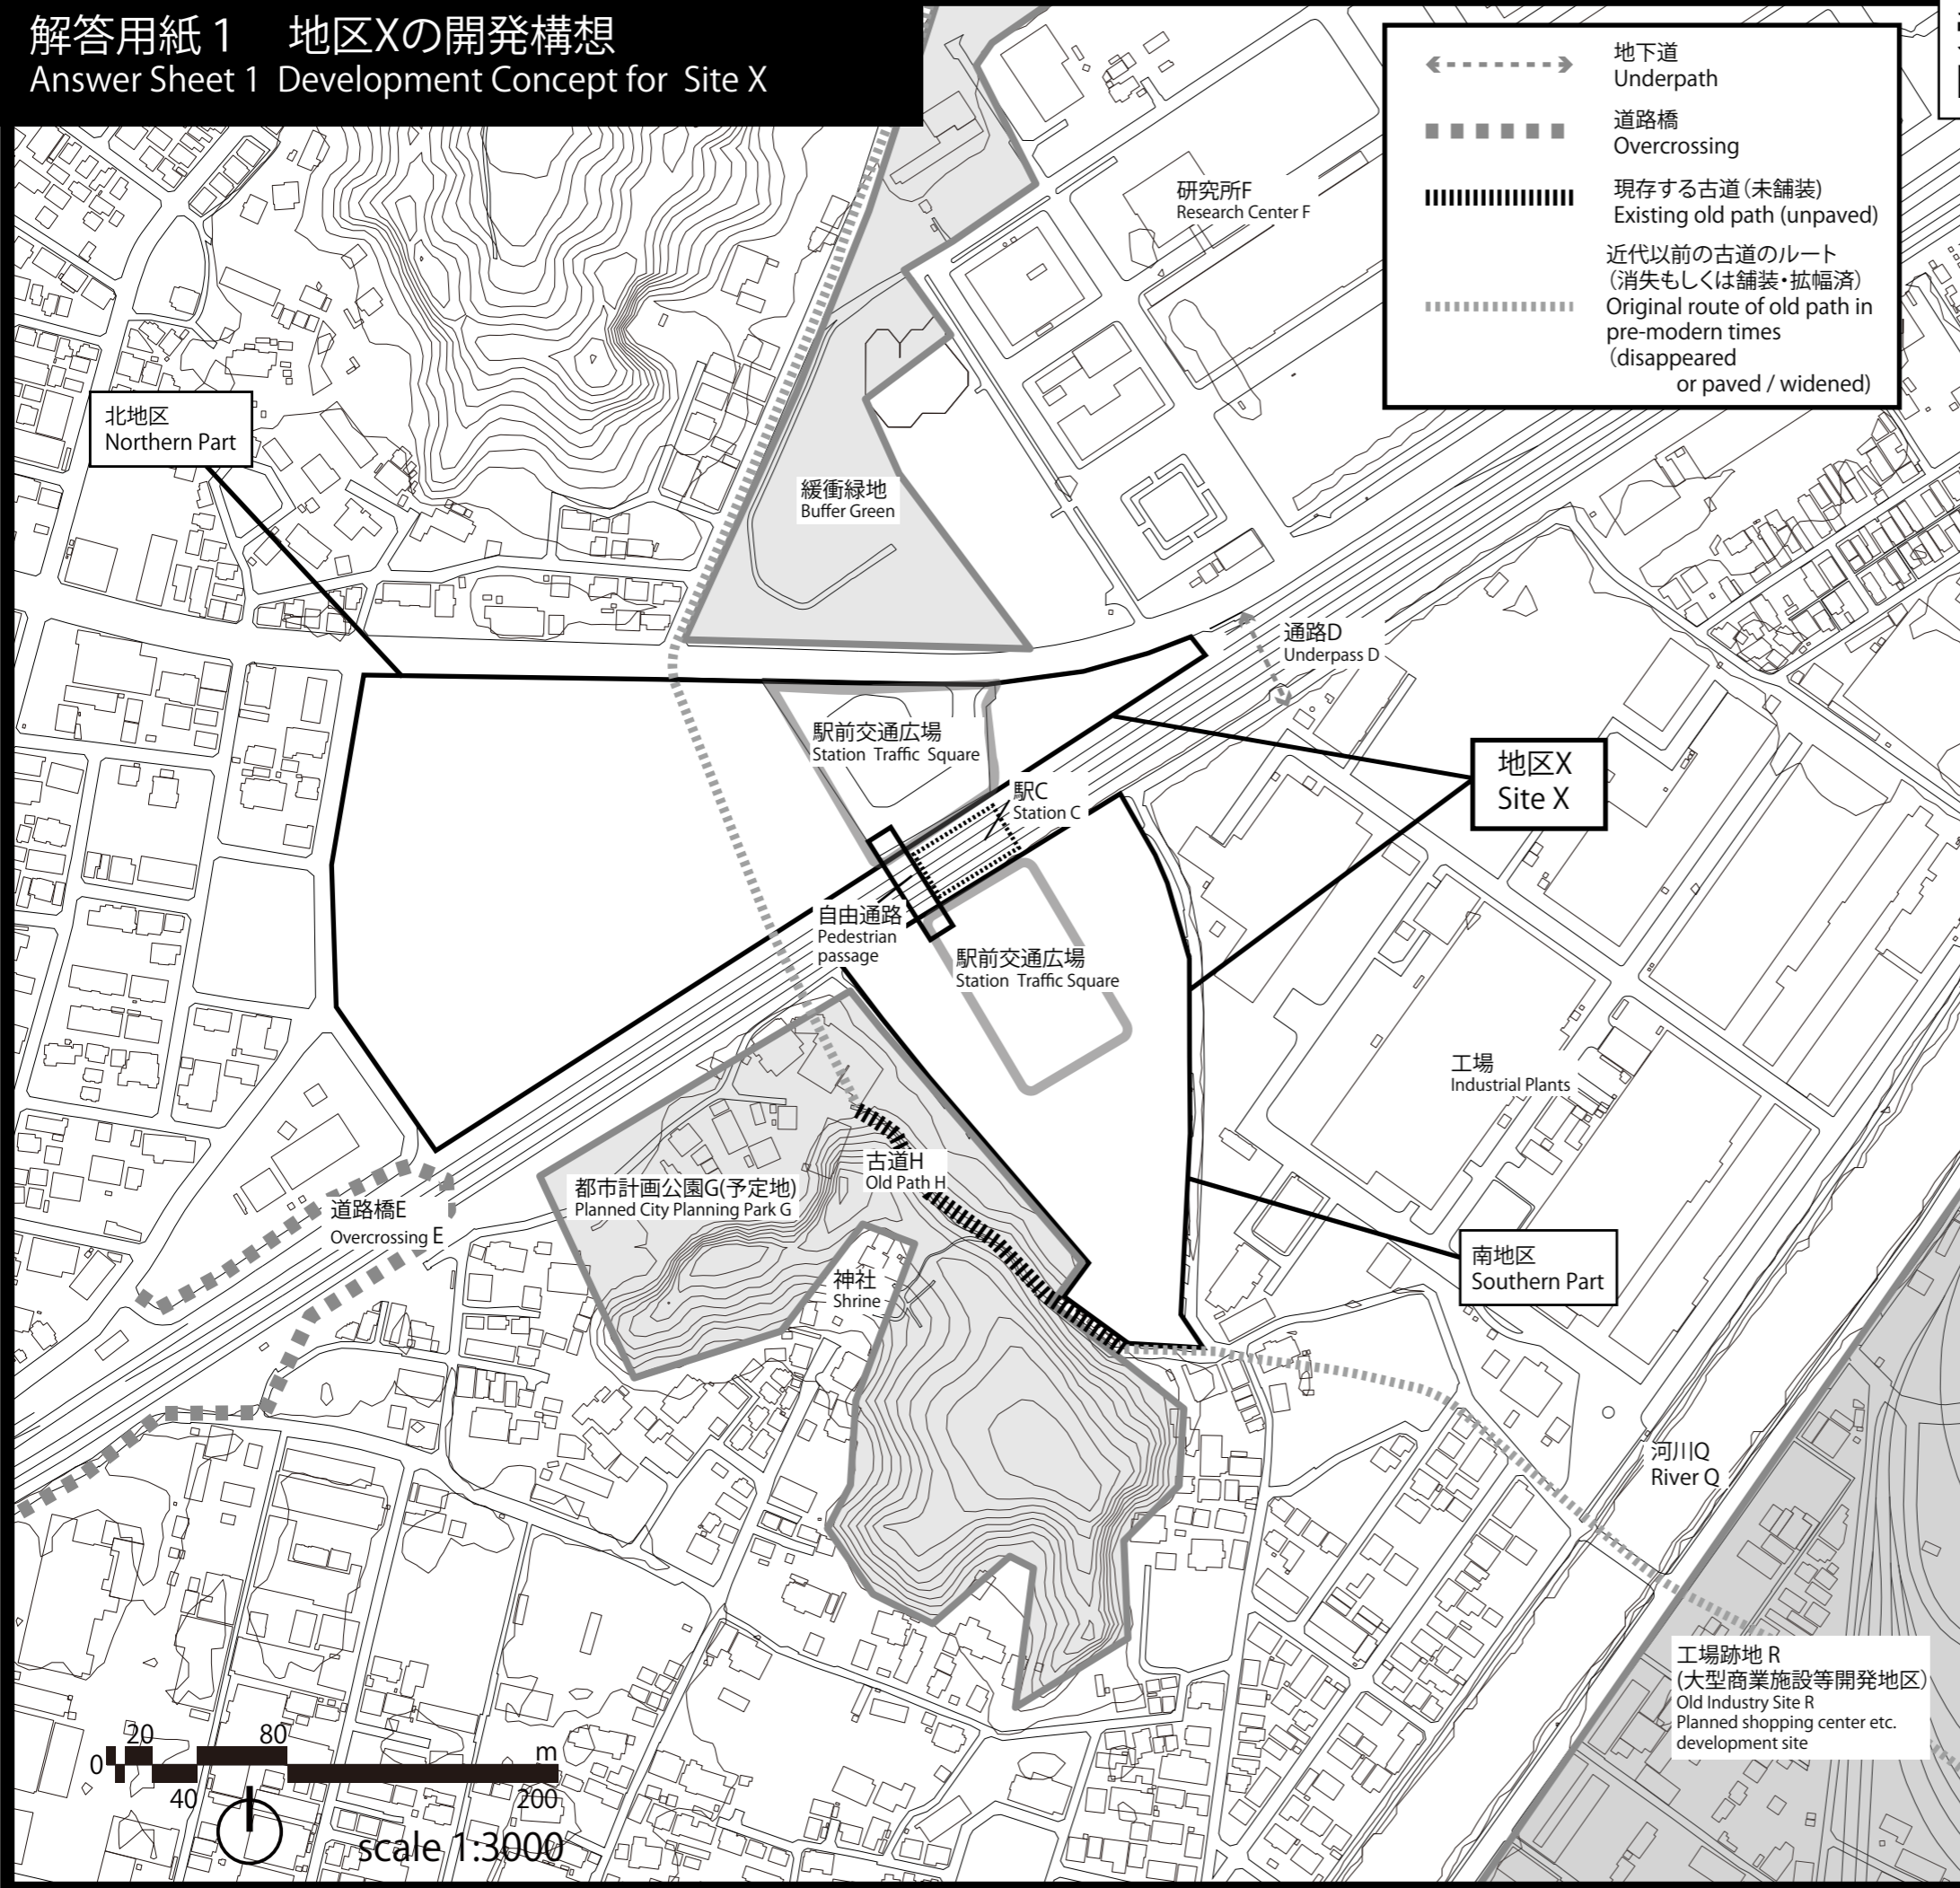 解答用紙１　地区Xの開発構想
Answer Sheet 1 Development Concept for Site X
地下道
Underpath
道路橋
Overcrossing
現存する古道（未舗装）
Existing old path (unpaved)
近代以前の古道のルート
（消失もしくは舗装・拡幅済）
Original route of old path in
pre-modern times
(disappeared
or paved / widened)
研究所F
Research Center F
北地区
Northern Part
緩衝緑地
Buffer Green
通路D
Underpass D
駅前交通広場
Station Traffic Square
地区X
Site X
駅C
Station C
自由通路
Pedestrian
passage
駅前交通広場
Station Traffic Square
工場
Industrial Plants
古道H
Old Path H
都市計画公園G(予定地)
Planned City Planning Park G
道路橋E
Overcrossing E
神社
Shrine
南地区
Southern Part
河川Q
River Q
工場跡地 R
(大型商業施設等開発地区)
Old Industry Site R
Planned shopping center etc.
development site
20 80
0 m
40 200
scale 1:3000